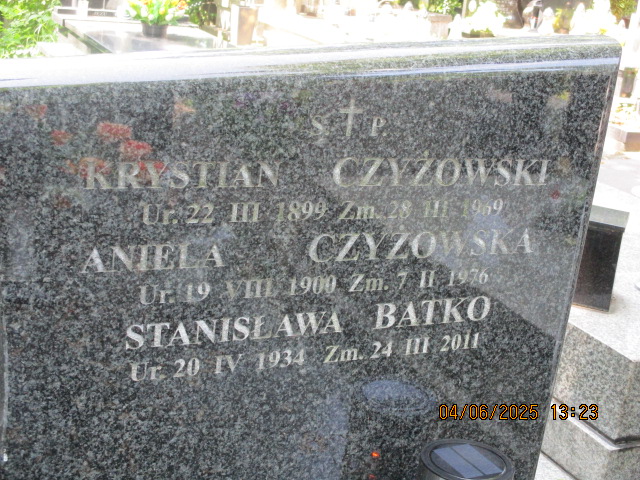 Ś † P.
KRYSTIAN CZYŻOWSKI
Ur. 22 III 1899 Zm. 28 III 1969
ANIELA CZYŻOWSKA
Ur. 19 VIII 1900 Zm. 7 II 1976
STANISŁAWA BATKO
Ur. 20 IV 1934 Zm. 24 III 2011
04/06/2025 13:23